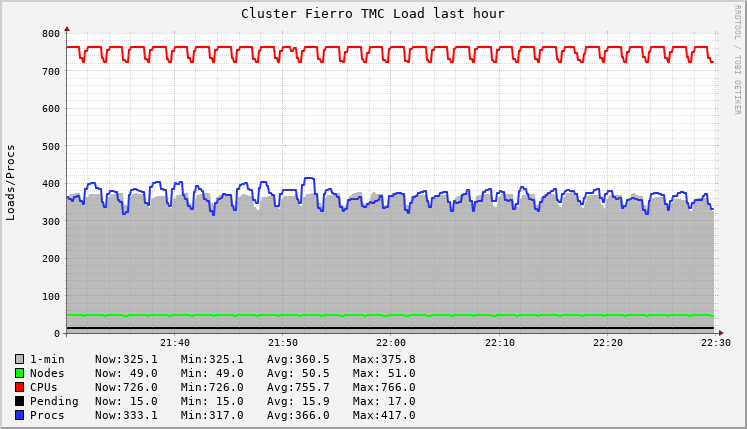 Cluster Fierro TMC Load last hour
RRDTOOL / TOBI OETIKER
Loads/Procs
800
700
600
500
400
300
200
100
0
21:40 21:50 22:00 22:10 22:20 22:30
1-min Now:325.1 Min:325.1 Avg:360.5 Max:375.8
Nodes Now: 49.0 Min: 49.0 Avg: 50.5 Max: 51.0
CPUs Now:726.0 Min:726.0 Avg:755.7 Max:766.0
Pending Now: 15.0 Min: 15.0 Avg: 15.9 Max: 17.0
Procs Now:333.1 Min:317.0 Avg:366.0 Max:417.0